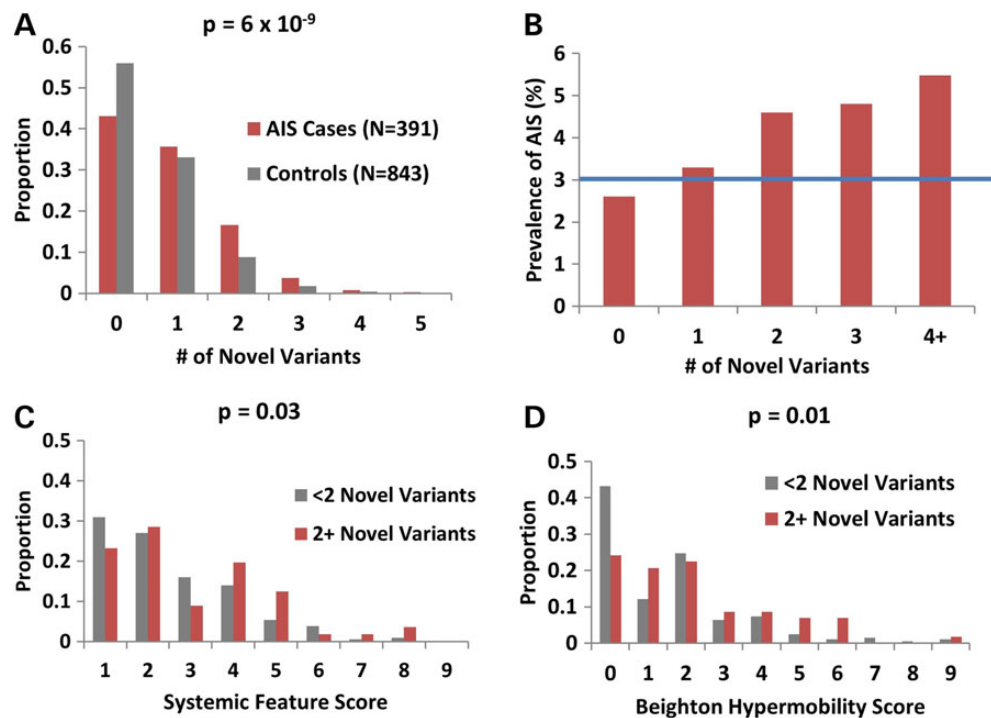 A
p = 6 x 10⁻⁹
0.6
0.5
0.4
0.3
0.2
0.1
0
Proportion
AIS Cases (N=391)
Controls (N=843)
0 1 2 3 4 5
# of Novel Variants
B
6
5
4
3
2
1
0
Prevalence of AIS (%)
0 1 2 3 4+
# of Novel Variants
C
p = 0.03
0.5
0.4
0.3
0.2
0.1
0
Proportion
<2 Novel Variants
2+ Novel Variants
1 2 3 4 5 6 7 8 9
Systemic Feature Score
D
p = 0.01
0.5
0.4
0.3
0.2
0.1
0
Proportion
<2 Novel Variants
2+ Novel Variants
0 1 2 3 4 5 6 7 8 9
Beighton Hypermobility Score